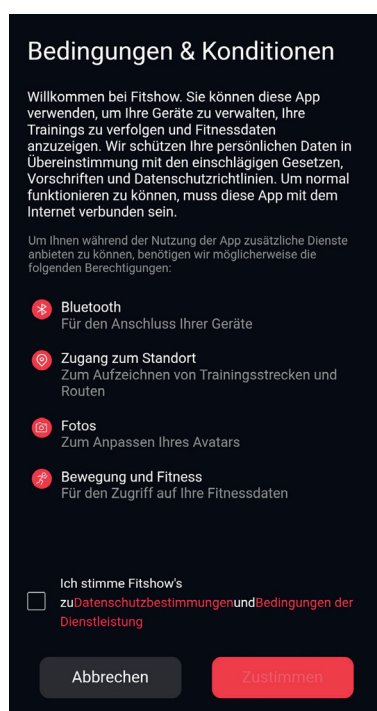 Bedingungen & Konditionen
Willkommen bei Fitshow. Sie können diese App
verwenden, um Ihre Geräte zu verwalten, Ihre
Trainings zu verfolgen und Fitnessdaten
anzuzeigen. Wir schützen Ihre persönlichen Daten in
Übereinstimmung mit den einschlägigen Gesetzen,
Vorschriften und Datenschutzrichtlinien. Um normal
funktionieren zu können, muss diese App mit dem
Internet verbunden sein.
Um Ihnen während der Nutzung der App zusätzliche Dienste
anbieten zu können, benötigen wir möglicherweise die
folgenden Berechtigungen:
Bluetooth
Für den Anschluss Ihrer Geräte
Zugang zum Standort
Zum Aufzeichnen von Trainingsstrecken und
Routen
Fotos
Zum Anpassen Ihres Avatars
Bewegung und Fitness
Für den Zugriff auf Ihre Fitnessdaten
Ich stimme Fitshow's
zuDatenschutzbestimmungenundBedingungen der
Dienstleistung
Abbrechen
Zustimmen